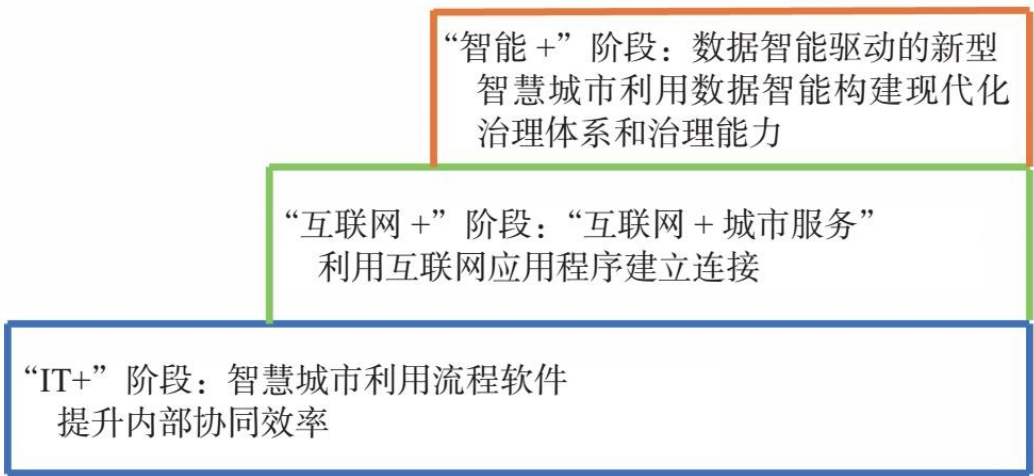 “智能 +”阶段：数据智能驱动的新型
智慧城市利用数据智能构建现代化
治理体系和治理能力
“互联网 +”阶段：“互联网 + 城市服务”
利用互联网应用程序建立连接
“IT+”阶段：智慧城市利用流程软件
提升内部协同效率